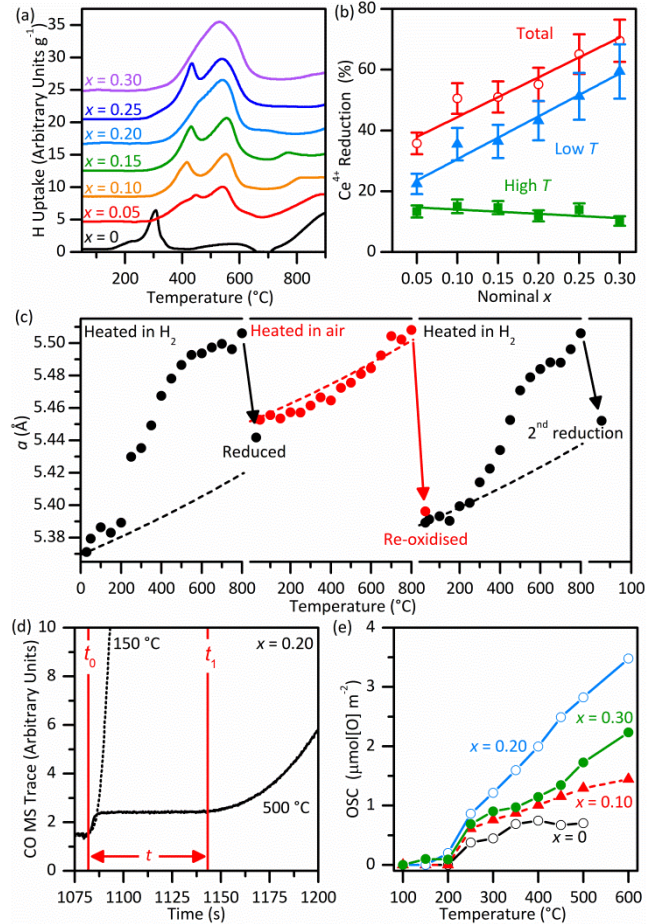 (a)
H Uptake (Arbitrary Units g⁻¹)
35
30
25
20
15
10
5
0
x = 0.30
x = 0.25
x = 0.20
x = 0.15
x = 0.10
x = 0.05
x = 0
200 400 600 800
Temperature (°C)
(b)
Ce⁴⁺ Reduction (%)
80
60
40
20
0
Total
Low T
High T
0.05 0.10 0.15 0.20 0.25 0.30
Nominal x
(c)
a (Å)
5.50
5.48
5.46
5.44
5.42
5.40
5.38
Heated in H₂
Heated in air
Heated in H₂
Reduced
Re-oxidised
2ⁿᵈ reduction
0 200 400 600 800 0 200 400 600 800 0 200 400 600 800 100
Temperature (°C)
(d)
CO MS Trace (Arbitrary Units)
10
8
6
4
2
0
t₀
150 °C
t₁
x = 0.20
500 °C
t
1075 1100 1150 1200
Time (s)
(e)
OSC (μmol[O] m⁻²)
4
3
2
1
0
x = 0.20
x = 0.30
x = 0.10
x = 0
100 200 300 400 500 600
Temperature (°C)